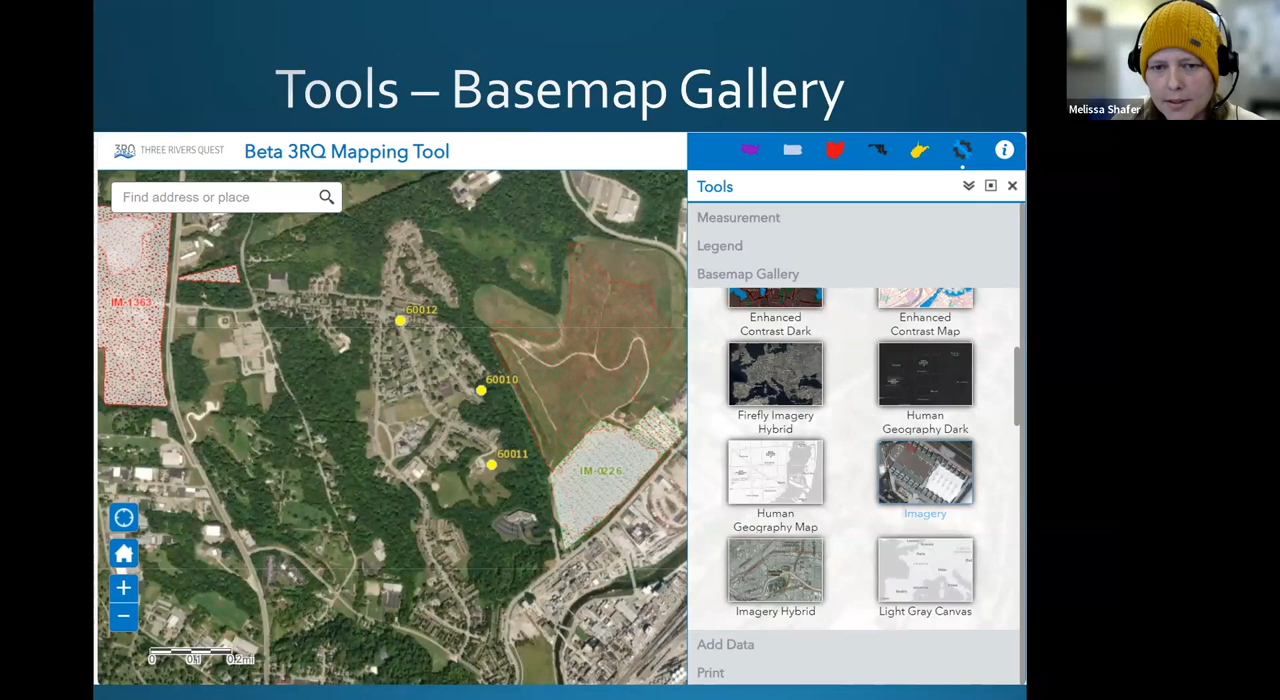 Tools – Basemap Gallery
Melissa Shafer
3RQ THREE RIVERS QUEST
Beta 3RQ Mapping Tool
Find address or place
Tools
Measurement
Legend
Basemap Gallery
Enhanced
Contrast Dark
Enhanced
Contrast Map
Firefly Imagery
Hybrid
Human
Geography Dark
Human
Geography Map
Imagery
Imagery Hybrid
Light Gray Canvas
Add Data
Print
IM-1363
60012
60010
60011
IM-0226
0 0.1 0.2mi